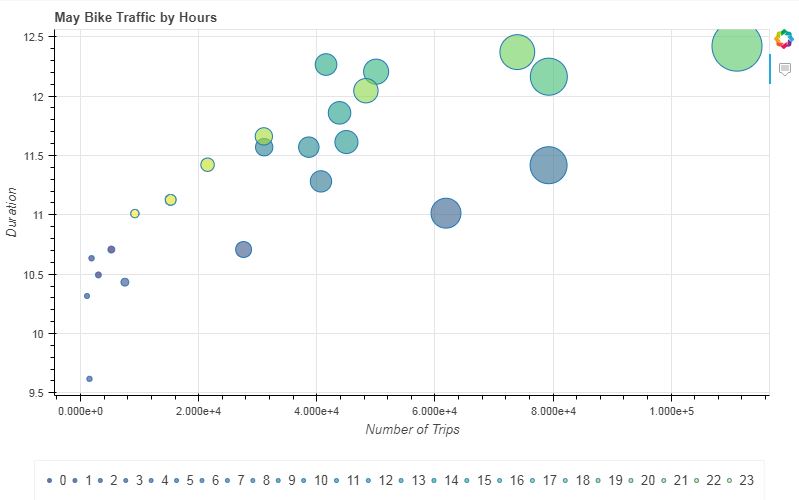 May Bike Traffic by Hours
12.5
12
11.5
11
10.5
10
9.5
Duration
0.000e+0 2.000e+4 4.000e+4 6.000e+4 8.000e+4 1.000e+5
Number of Trips
0 1 2 3 4 5 6 7 8 9 10 11 12 13 14 15 16 17 18 19 20 21 22 23